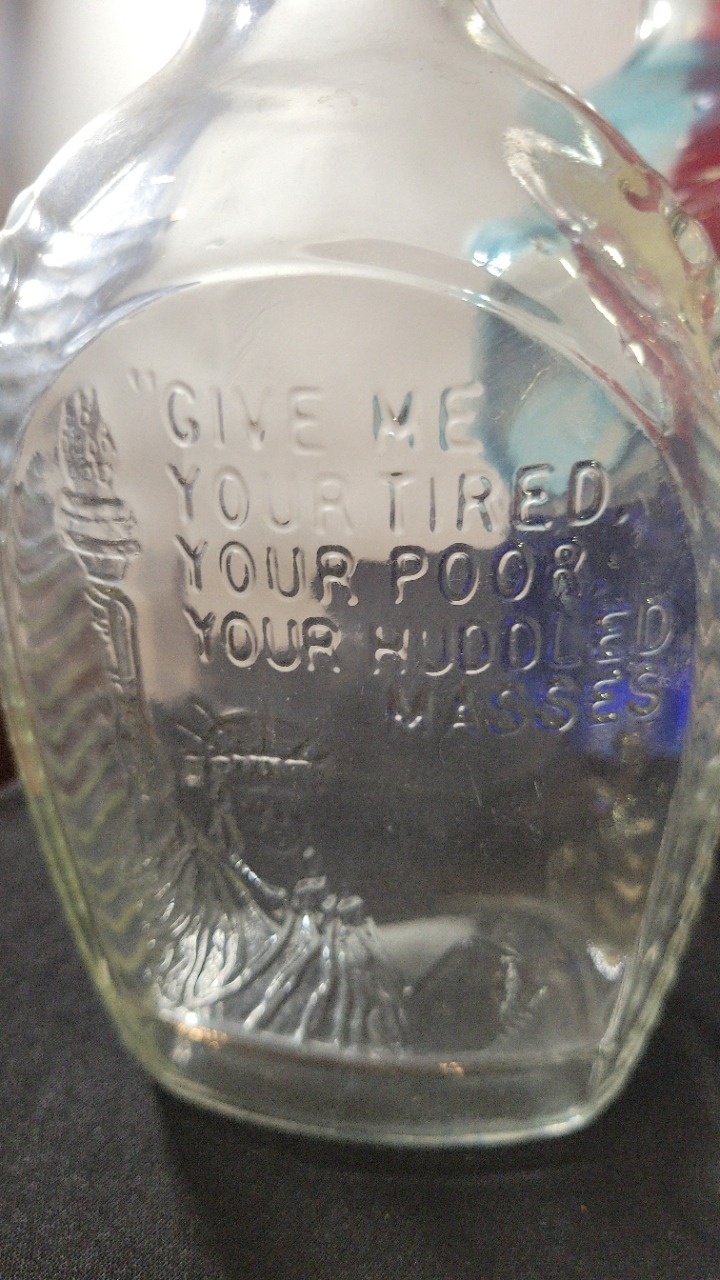 "GIVE ME
YOUR TIRED,
YOUR POOR
YOUR HUDDLED
MASSES